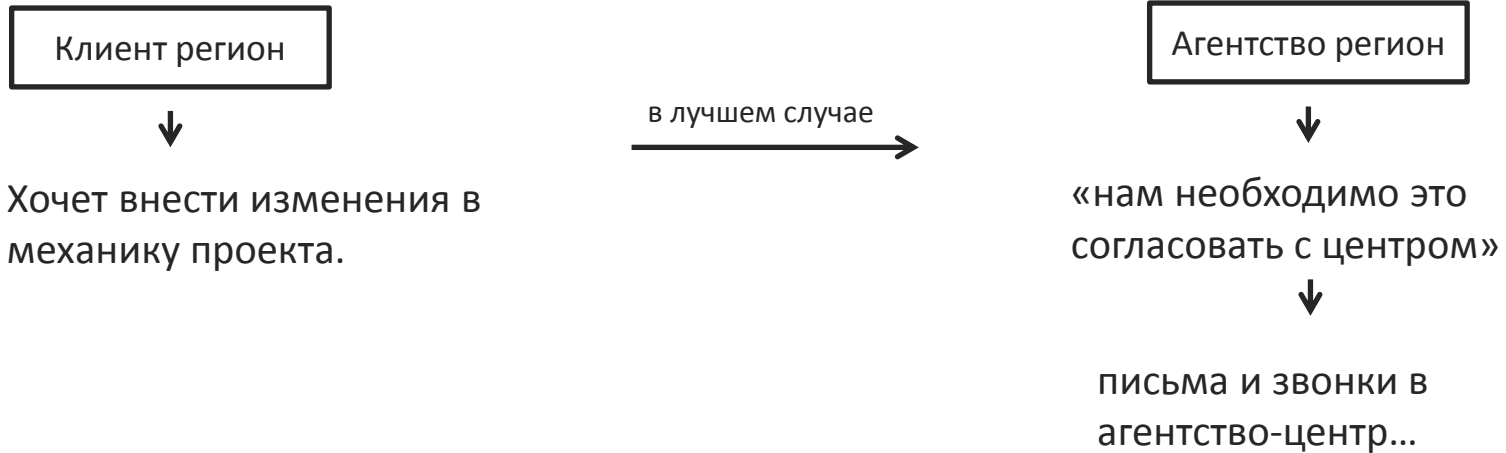 Клиент регион
Хочет внести изменения в
механику проекта.
в лучшем случае
Агентство регион
«нам необходимо это
согласовать с центром»
письма и звонки в
агентство-центр…